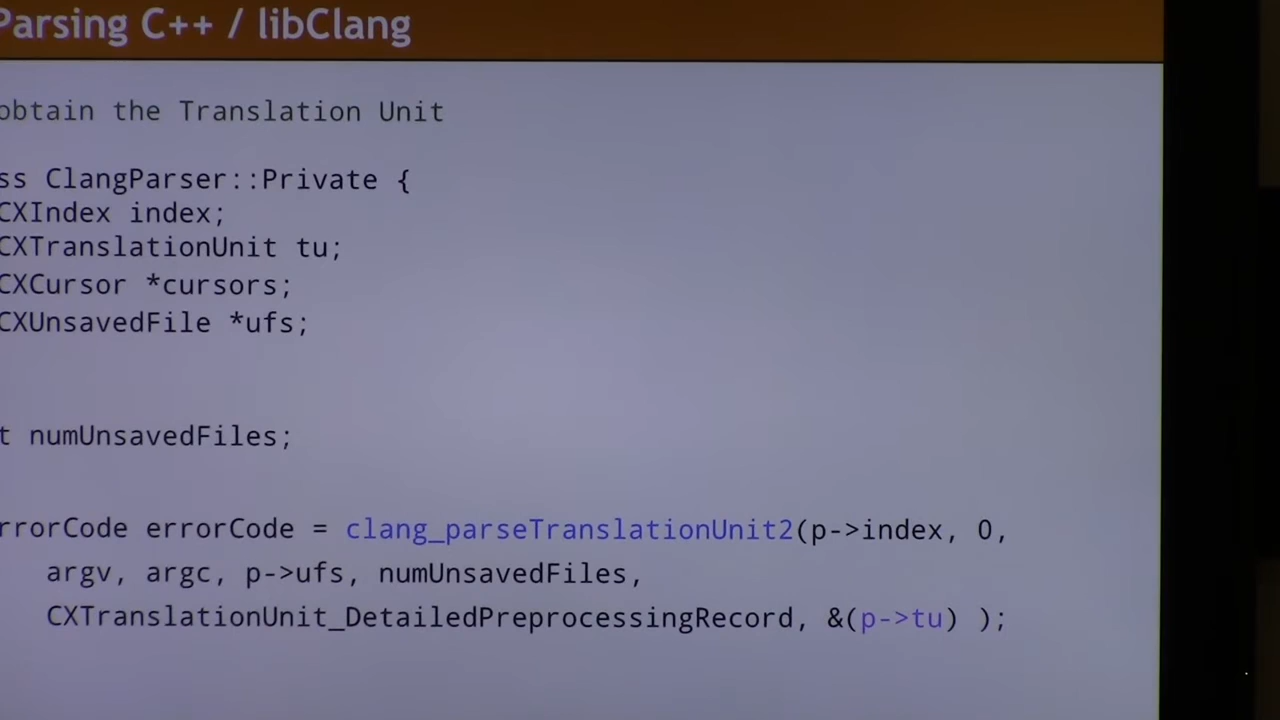 Parsing C++ / libClang
obtain the Translation Unit
ss ClangParser::Private {
CXIndex index;
CXTranslationUnit tu;
CXCursor *cursors;
CXUnsavedFile *ufs;
t numUnsavedFiles;
rrorCode errorCode = clang_parseTranslationUnit2(p->index, 0,
argv, argc, p->ufs, numUnsavedFiles,
CXTranslationUnit_DetailedPreprocessingRecord, &(p->tu) );